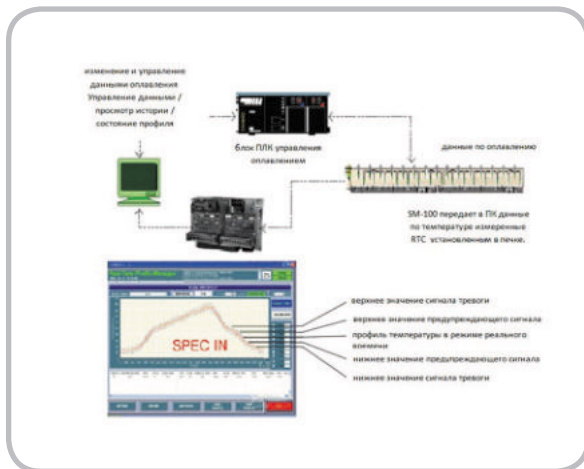 изменение и управление
данными оплавления
Управление данными /
просмотр истории /
состояние профиля
блок ПЛК управления
оплавлением
данные по оплавлению
SM-100 передает в ПК данные
по температуре измеренные
RTC установленным в печке.
SPEC IN
верхнее значение сигнала тревоги
верхнее значение предупреждающего сигнала
профиль температуры в режиме реального
времени
нижнее значение предупреждающего сигнала
нижнее значение сигнала тревоги